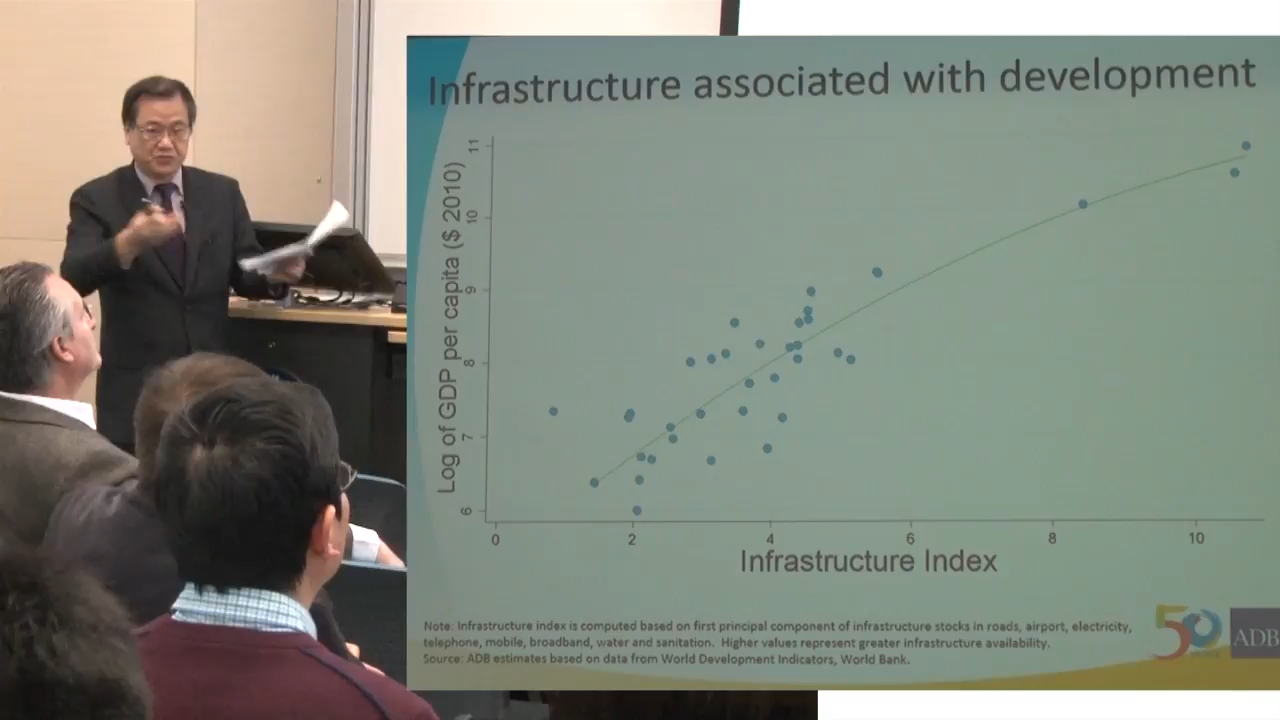 Infrastructure associated with development
Log of GDP per capita ($ 2010)
11
10
9
8
7
6
0
2
4
6
8
10
Infrastructure Index
Note: Infrastructure index is computed based on first principal component of infrastructure stocks in roads, airport, electricity,
telephone, mobile, broadband, water and sanitation. Higher values represent greater infrastructure availability.
Source: ADB estimates based on data from World Development Indicators, World Bank.
50
ADB